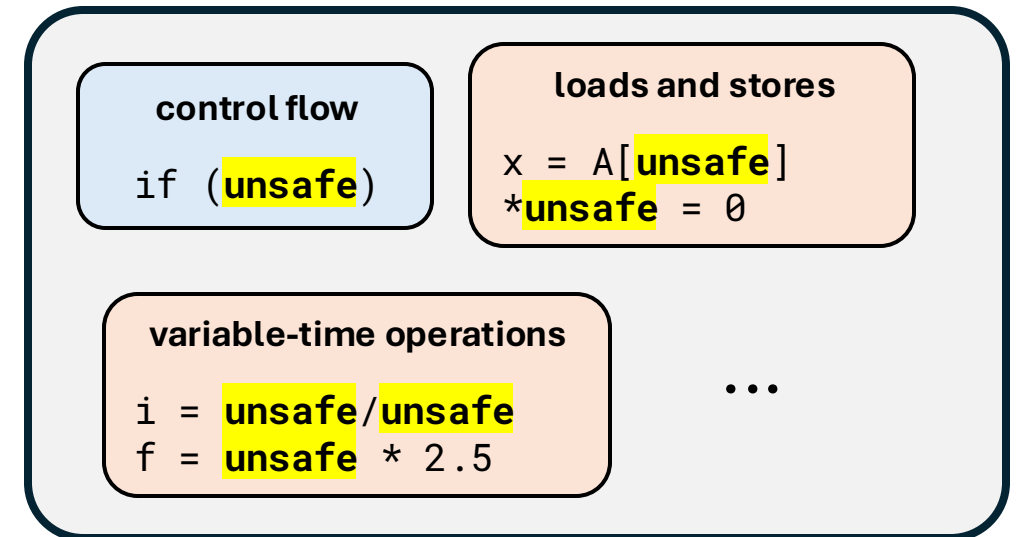 control flow
if (unsafe)
loads and stores
x = A[unsafe]
*unsafe = 0
variable-time operations
i = unsafe/unsafe
f = unsafe * 2.5
...